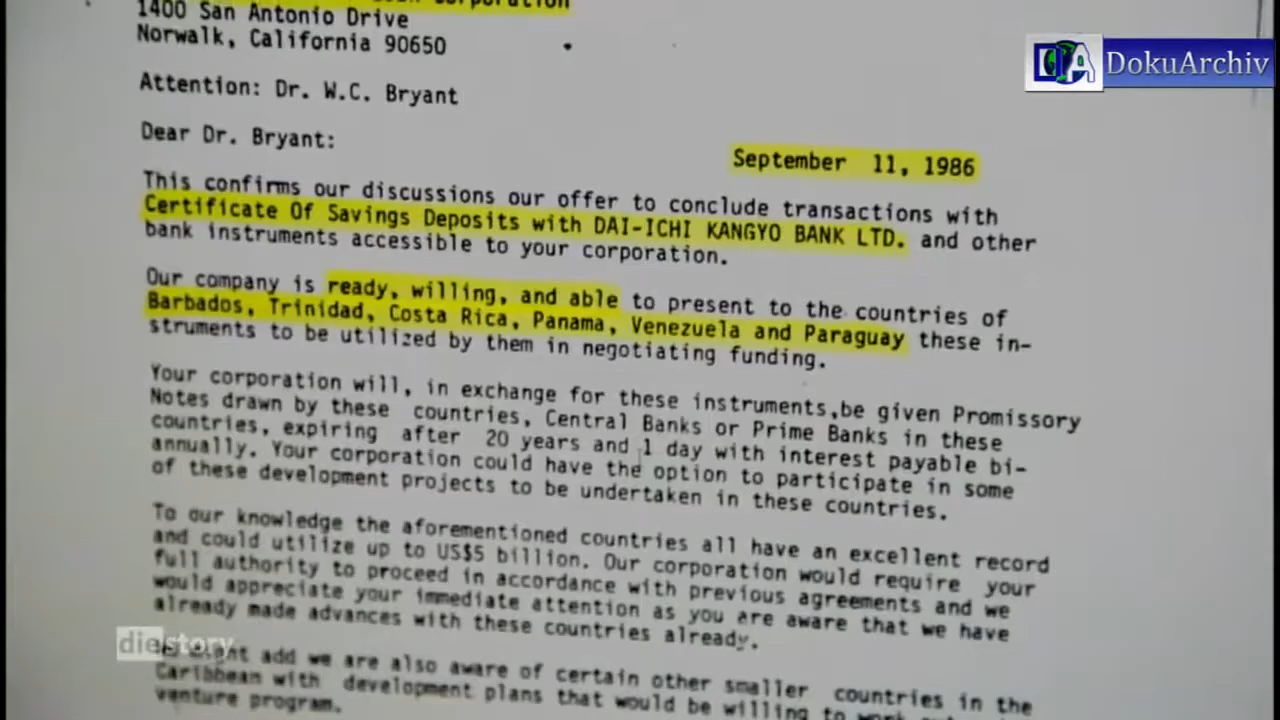 Corporation
1400 San Antonio Drive
Norwalk, California 90650
DA DokuArchiv
Attention: Dr. W.C. Bryant
Dear Dr. Bryant:
September 11, 1986
This confirms our discussions our offer to conclude transactions with
Certificate Of Savings Deposits with DAI-ICHI KANGYO BANK LTD. and other
bank instruments accessible to your corporation.
Our company is ready, willing, and able to present to the countries of
Barbados, Trinidad, Costa Rica, Panama, Venezuela and Paraguay these in-
struments to be utilized by them in negotiating funding.
Your corporation will, in exchange for these instruments,be given Promissory
Notes drawn by these countries, Central Banks or Prime Banks in these
countries, expiring after 20 years and 1 day with interest payable bi-
annually. Your corporation could have the option to participate in some
of these development projects to be undertaken in these countries.
To our knowledge the aforementioned countries all have an excellent record
and could utilize up to US$5 billion. Our corporation would require your
full authority to proceed in accordance with previous agreements and we
would appreciate your immediate attention as you are aware that we have
already made advances with these countries already.
die story
add we are also aware of certain other smaller countries in the
Caribbean with development plans that would be willing to
venture program.